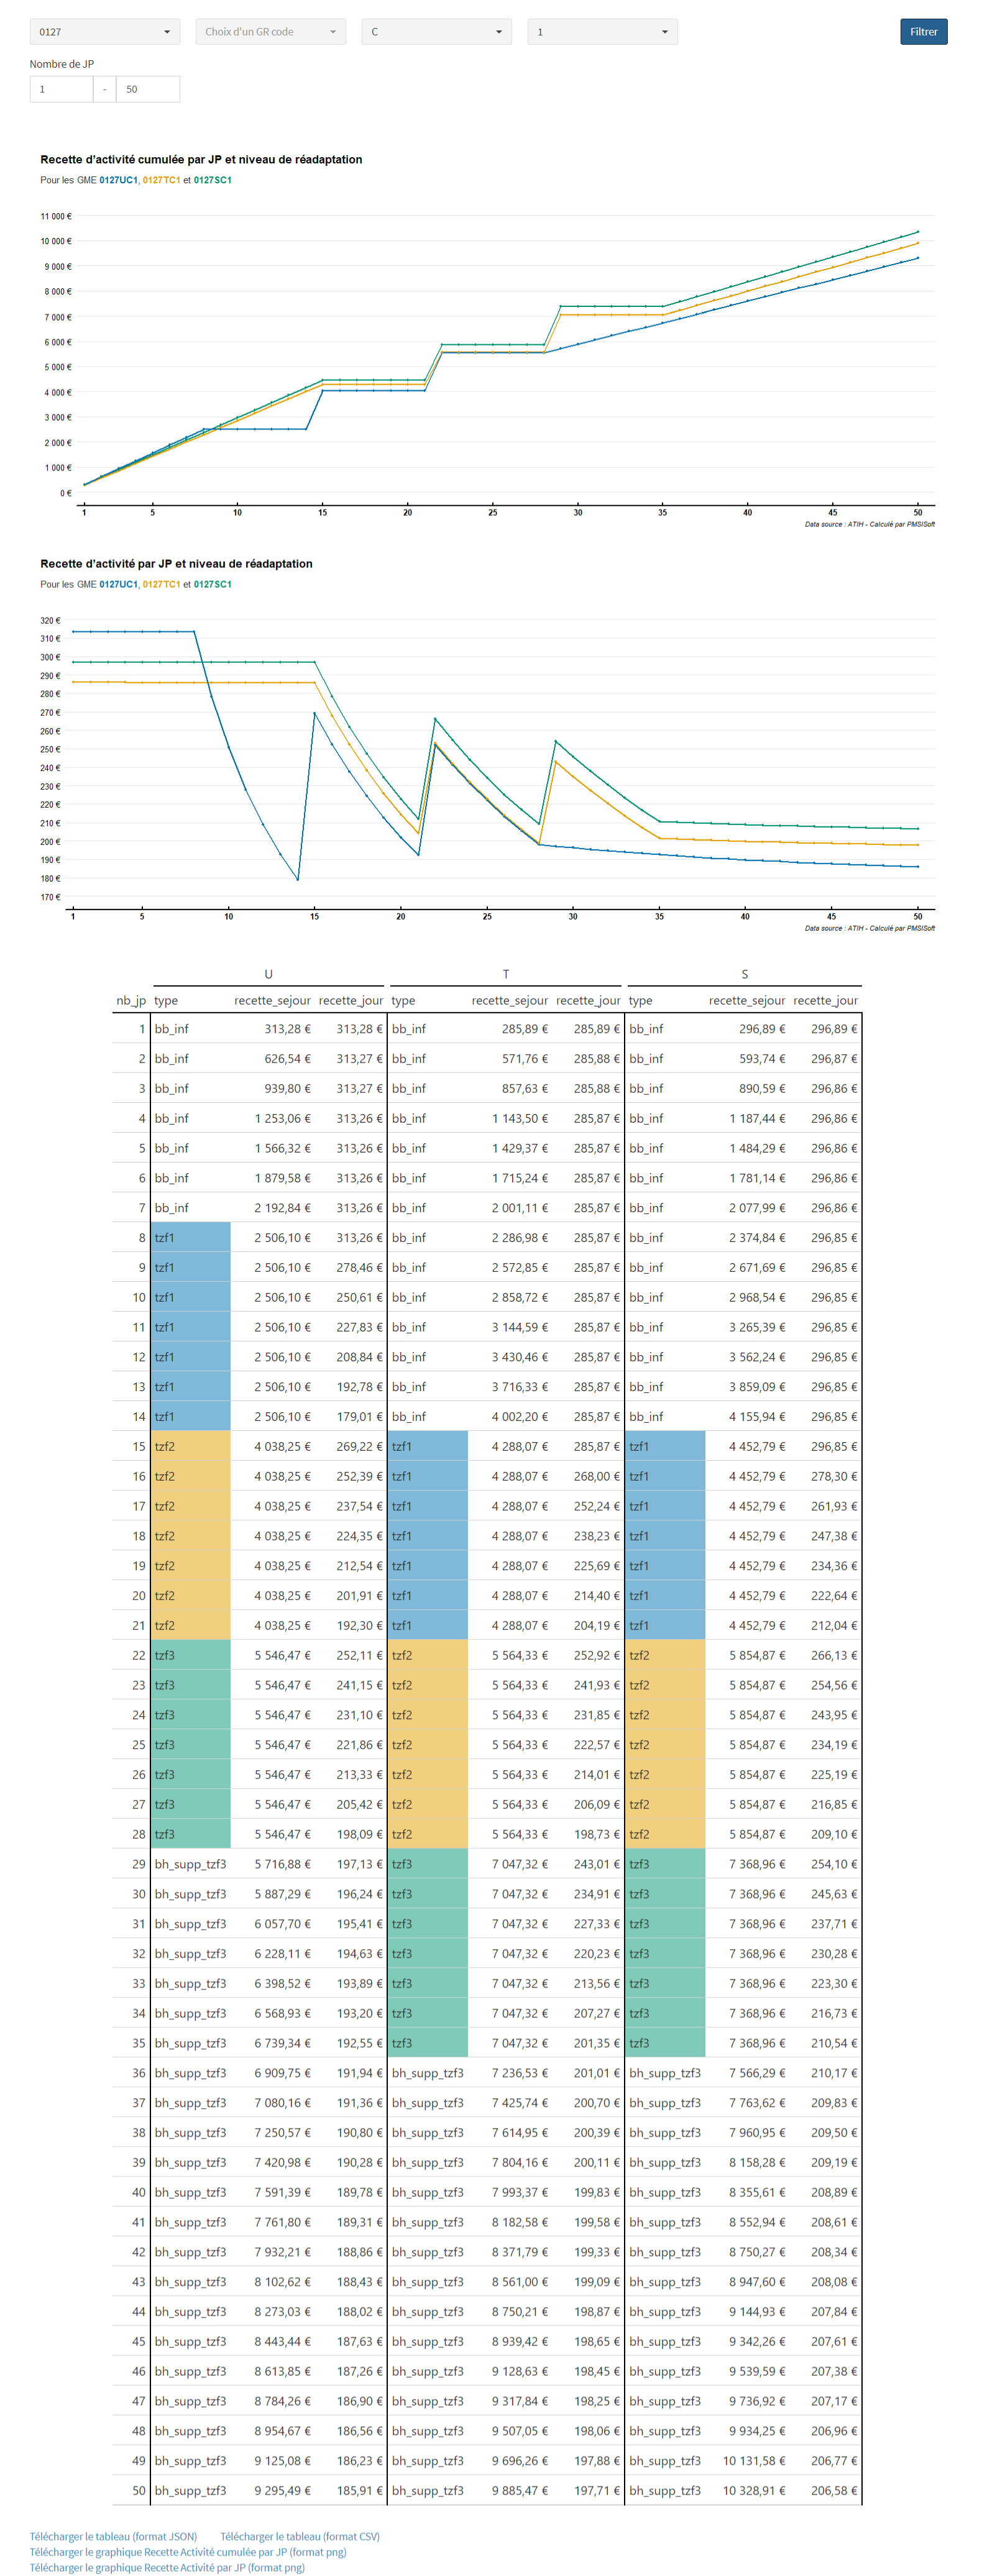 0127 Choix d'un GR code C 1 Filtrer
Nombre de JP
1 - 50
Recette d'activité cumulée par JP et niveau de réadaptation
Pour les GME 0127UC1, 0127TC1 et 0127SC1
11 000 €
10 000 €
9 000 €
8 000 €
7 000 €
6 000 €
5 000 €
4 000 €
3 000 €
2 000 €
1 000 €
0 €
1 5 10 15 20 25 30 35 40 45 50
Data source : ATIH - Calculé par PMSISoft
Recette d'activité par JP et niveau de réadaptation
Pour les GME 0127UC1, 0127TC1 et 0127SC1
320 €
310 €
300 €
290 €
280 €
270 €
260 €
250 €
240 €
230 €
220 €
210 €
200 €
190 €
180 €
170 €
1 5 10 15 20 25 30 35 40 45 50
Data source : ATIH - Calculé par PMSISoft
U T S
nb_jp type recette_sejour recette_jour type recette_sejour recette_jour type recette_sejour recette_jour
1 bb_inf 313,28 € 313,28 € bb_inf 285,89 € 285,89 € bb_inf 296,89 € 296,89 €
2 bb_inf 626,54 € 313,27 € bb_inf 571,76 € 285,88 € bb_inf 593,74 € 296,87 €
3 bb_inf 939,80 € 313,27 € bb_inf 857,63 € 285,88 € bb_inf 890,59 € 296,86 €
4 bb_inf 1 253,06 € 313,26 € bb_inf 1 143,50 € 285,87 € bb_inf 1 187,44 € 296,86 €
5 bb_inf 1 566,32 € 313,26 € bb_inf 1 429,37 € 285,87 € bb_inf 1 484,29 € 296,86 €
6 bb_inf 1 879,58 € 313,26 € bb_inf 1 715,24 € 285,87 € bb_inf 1 781,14 € 296,86 €
7 bb_inf 2 192,84 € 313,26 € bb_inf 2 001,11 € 285,87 € bb_inf 2 077,99 € 296,86 €
8 tzf1 2 506,10 € 313,26 € bb_inf 2 286,98 € 285,87 € bb_inf 2 374,84 € 296,85 €
9 tzf1 2 506,10 € 278,46 € bb_inf 2 572,85 € 285,87 € bb_inf 2 671,69 € 296,85 €
10 tzf1 2 506,10 € 250,61 € bb_inf 2 858,72 € 285,87 € bb_inf 2 968,54 € 296,85 €
11 tzf1 2 506,10 € 227,83 € bb_inf 3 144,59 € 285,87 € bb_inf 3 265,39 € 296,85 €
12 tzf1 2 506,10 € 208,84 € bb_inf 3 430,46 € 285,87 € bb_inf 3 562,24 € 296,85 €
13 tzf1 2 506,10 € 192,78 € bb_inf 3 716,33 € 285,87 € bb_inf 3 859,09 € 296,85 €
14 tzf1 2 506,10 € 179,01 € bb_inf 4 002,20 € 285,87 € bb_inf 4 155,94 € 296,85 €
15 tzf2 4 038,25 € 269,22 € tzf1 4 288,07 € 285,87 € tzf1 4 452,79 € 296,85 €
16 tzf2 4 038,25 € 252,39 € tzf1 4 288,07 € 268,00 € tzf1 4 452,79 € 278,30 €
17 tzf2 4 038,25 € 237,54 € tzf1 4 288,07 € 252,24 € tzf1 4 452,79 € 261,93 €
18 tzf2 4 038,25 € 224,35 € tzf1 4 288,07 € 238,23 € tzf1 4 452,79 € 247,38 €
19 tzf2 4 038,25 € 212,54 € tzf1 4 288,07 € 225,69 € tzf1 4 452,79 € 234,36 €
20 tzf2 4 038,25 € 201,91 € tzf1 4 288,07 € 214,40 € tzf1 4 452,79 € 222,64 €
21 tzf2 4 038,25 € 192,30 € tzf1 4 288,07 € 204,19 € tzf1 4 452,79 € 212,04 €
22 tzf3 5 546,47 € 252,11 € tzf2 5 564,33 € 252,92 € tzf2 5 854,87 € 266,13 €
23 tzf3 5 546,47 € 241,15 € tzf2 5 564,33 € 241,93 € tzf2 5 854,87 € 254,56 €
24 tzf3 5 546,47 € 231,10 € tzf2 5 564,33 € 231,85 € tzf2 5 854,87 € 243,95 €
25 tzf3 5 546,47 € 221,86 € tzf2 5 564,33 € 222,57 € tzf2 5 854,87 € 234,19 €
26 tzf3 5 546,47 € 213,33 € tzf2 5 564,33 € 214,01 € tzf2 5 854,87 € 225,19 €
27 tzf3 5 546,47 € 205,42 € tzf2 5 564,33 € 206,09 € tzf2 5 854,87 € 216,85 €
28 tzf3 5 546,47 € 198,09 € tzf2 5 564,33 € 198,73 € tzf2 5 854,87 € 209,10 €
29 bh_supp_tzf3 5 716,88 € 197,13 € tzf3 7 047,32 € 243,01 € tzf3 7 368,96 € 254,10 €
30 bh_supp_tzf3 5 887,29 € 196,24 € tzf3 7 047,32 € 234,91 € tzf3 7 368,96 € 245,63 €
31 bh_supp_tzf3 6 057,70 € 195,41 € tzf3 7 047,32 € 227,33 € tzf3 7 368,96 € 237,71 €
32 bh_supp_tzf3 6 228,11 € 194,63 € tzf3 7 047,32 € 220,23 € tzf3 7 368,96 € 230,28 €
33 bh_supp_tzf3 6 398,52 € 193,89 € tzf3 7 047,32 € 213,56 € tzf3 7 368,96 € 223,30 €
34 bh_supp_tzf3 6 568,93 € 193,20 € tzf3 7 047,32 € 207,27 € tzf3 7 368,96 € 216,73 €
35 bh_supp_tzf3 6 739,34 € 192,55 € tzf3 7 047,32 € 201,35 € tzf3 7 368,96 € 210,54 €
36 bh_supp_tzf3 6 909,75 € 191,94 € bh_supp_tzf3 7 236,53 € 201,01 € bh_supp_tzf3 7 566,29 € 210,17 €
37 bh_supp_tzf3 7 080,16 € 191,36 € bh_supp_tzf3 7 425,74 € 200,70 € bh_supp_tzf3 7 763,62 € 209,83 €
38 bh_supp_tzf3 7 250,57 € 190,80 € bh_supp_tzf3 7 614,95 € 200,39 € bh_supp_tzf3 7 960,95 € 209,50 €
39 bh_supp_tzf3 7 420,98 € 190,28 € bh_supp_tzf3 7 804,16 € 200,11 € bh_supp_tzf3 8 158,28 € 209,19 €
40 bh_supp_tzf3 7 591,39 € 189,78 € bh_supp_tzf3 7 993,37 € 199,83 € bh_supp_tzf3 8 355,61 € 208,89 €
41 bh_supp_tzf3 7 761,80 € 189,31 € bh_supp_tzf3 8 182,58 € 199,58 € bh_supp_tzf3 8 552,94 € 208,61 €
42 bh_supp_tzf3 7 932,21 € 188,86 € bh_supp_tzf3 8 371,79 € 199,33 € bh_supp_tzf3 8 750,27 € 208,34 €
43 bh_supp_tzf3 8 102,62 € 188,43 € bh_supp_tzf3 8 561,00 € 199,09 € bh_supp_tzf3 8 947,60 € 208,08 €
44 bh_supp_tzf3 8 273,03 € 188,02 € bh_supp_tzf3 8 750,21 € 198,87 € bh_supp_tzf3 9 144,93 € 207,84 €
45 bh_supp_tzf3 8 443,44 € 187,63 € bh_supp_tzf3 8 939,42 € 198,65 € bh_supp_tzf3 9 342,26 € 207,61 €
46 bh_supp_tzf3 8 613,85 € 187,26 € bh_supp_tzf3 9 128,63 € 198,45 € bh_supp_tzf3 9 539,59 € 207,38 €
47 bh_supp_tzf3 8 784,26 € 186,90 € bh_supp_tzf3 9 317,84 € 198,25 € bh_supp_tzf3 9 736,92 € 207,17 €
48 bh_supp_tzf3 8 954,67 € 186,56 € bh_supp_tzf3 9 507,05 € 198,06 € bh_supp_tzf3 9 934,25 € 206,96 €
49 bh_supp_tzf3 9 125,08 € 186,23 € bh_supp_tzf3 9 696,26 € 197,88 € bh_supp_tzf3 10 131,58 € 206,77 €
50 bh_supp_tzf3 9 295,49 € 185,91 € bh_supp_tzf3 9 885,47 € 197,71 € bh_supp_tzf3 10 328,91 € 206,58 €
Télécharger le tableau (format JSON) Télécharger le tableau (format CSV)
Télécharger le graphique Recette Activité cumulée par JP (format png)
Télécharger le graphique Recette Activité par JP (format png)